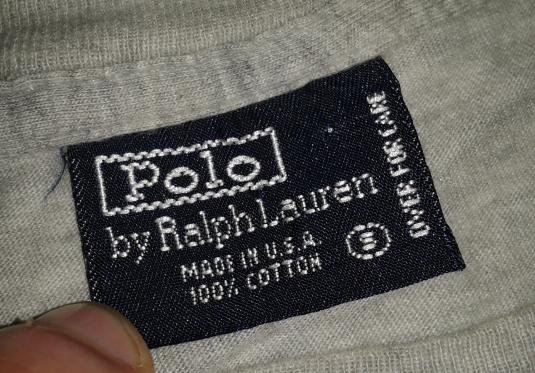 Polo
by Ralph Lauren
MADE IN U.S.A
100% COTTON
M
OVER FOR CARE